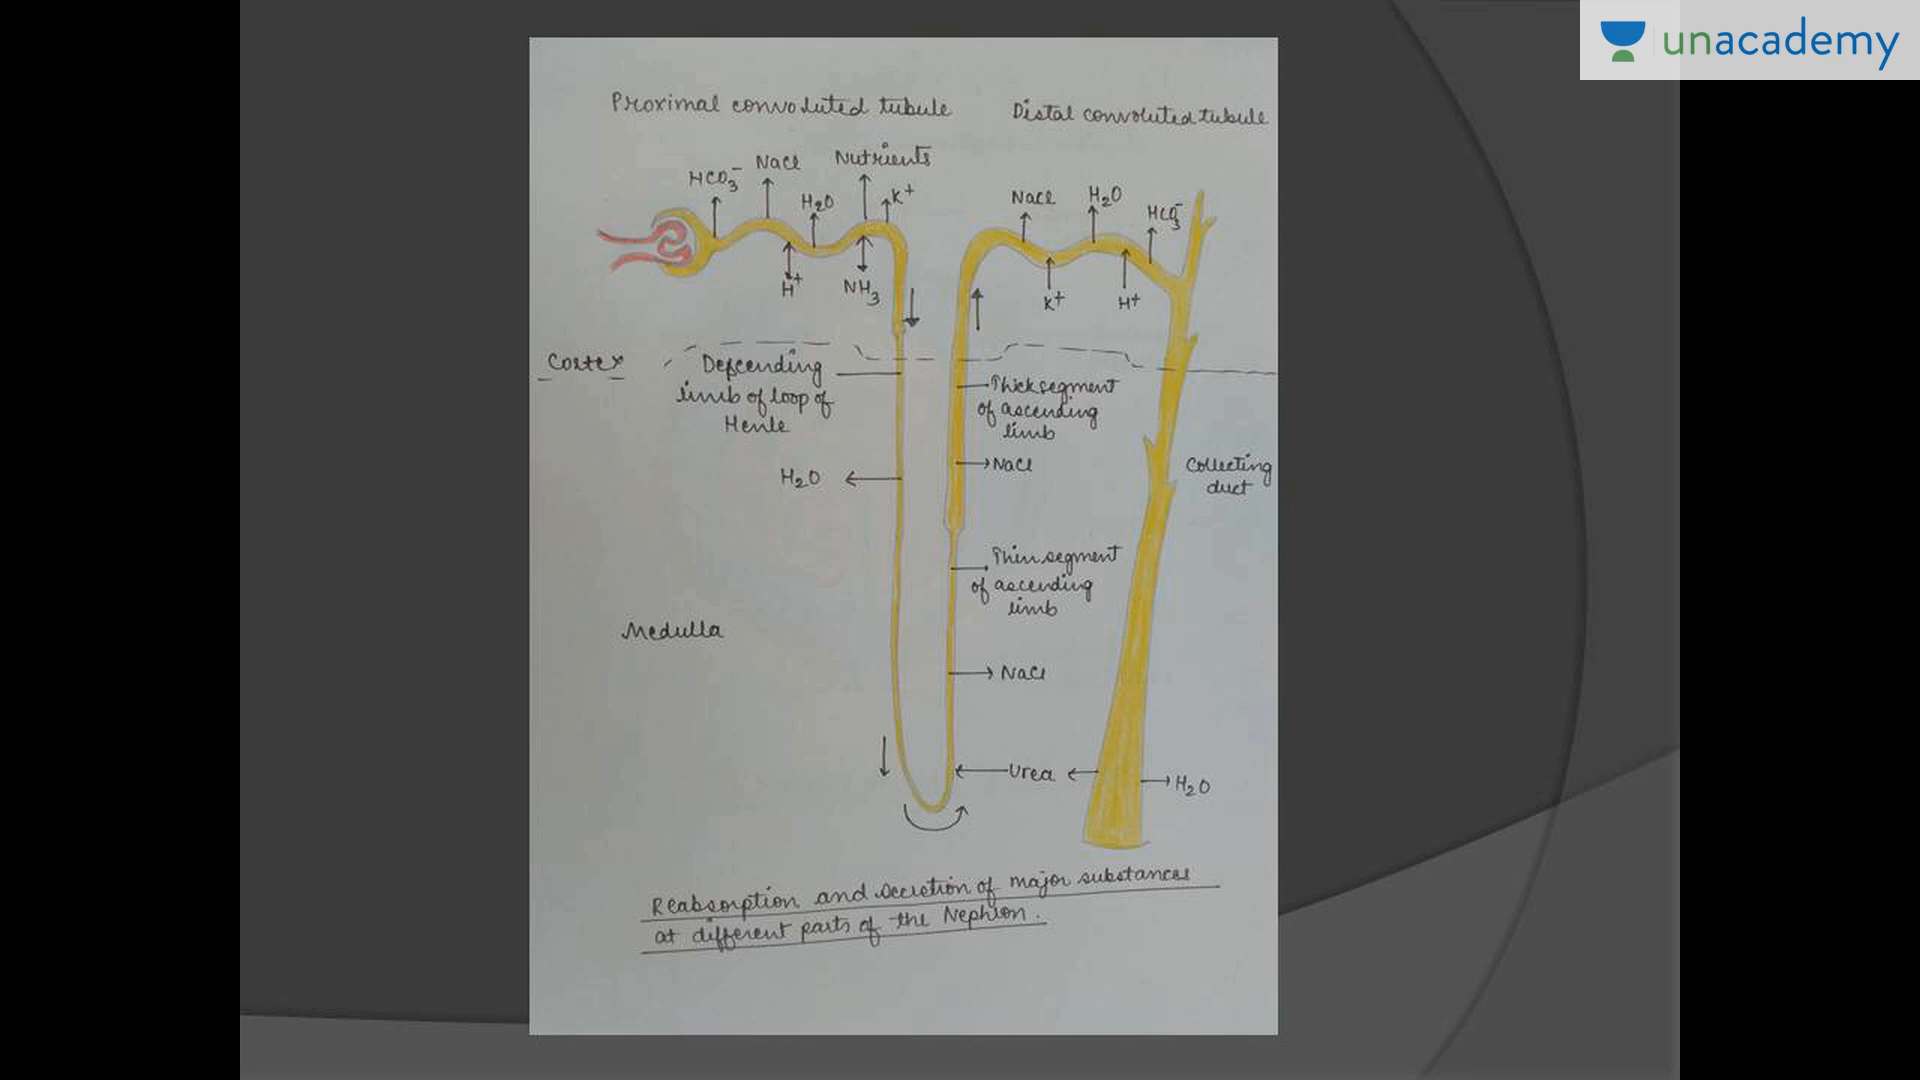 unacademy
Proximal convoluted tubule
Distal convoluted tubule
HCO₃⁻
NaCl
Nutrients
H₂O
K⁺
NaCl
H₂O
HCO₃⁻
H⁺
NH₃
K⁺
H⁺
Cortex
Descending
limb of loop of
Henle
Thick segment
of ascending
limb
H₂O
NaCl
Collecting
duct
Thin segment
of ascending
limb
Medulla
NaCl
Urea
H₂O
Reabsorption and secretion of major substances
at different parts of the Nephron.